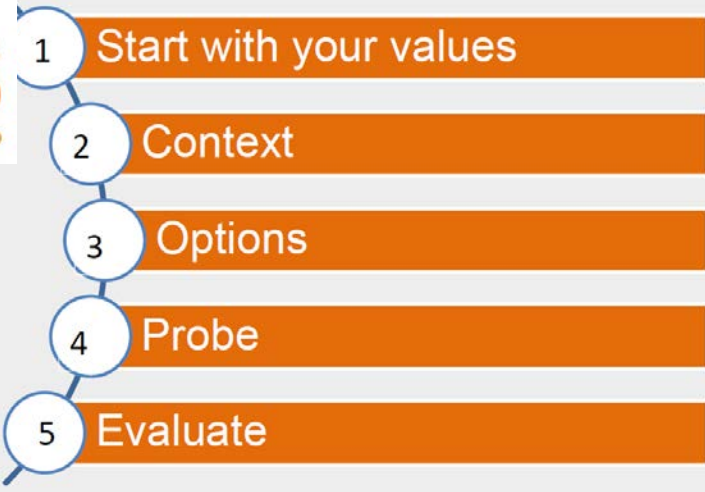 1 Start with your values
2 Context
3 Options
4 Probe
5 Evaluate